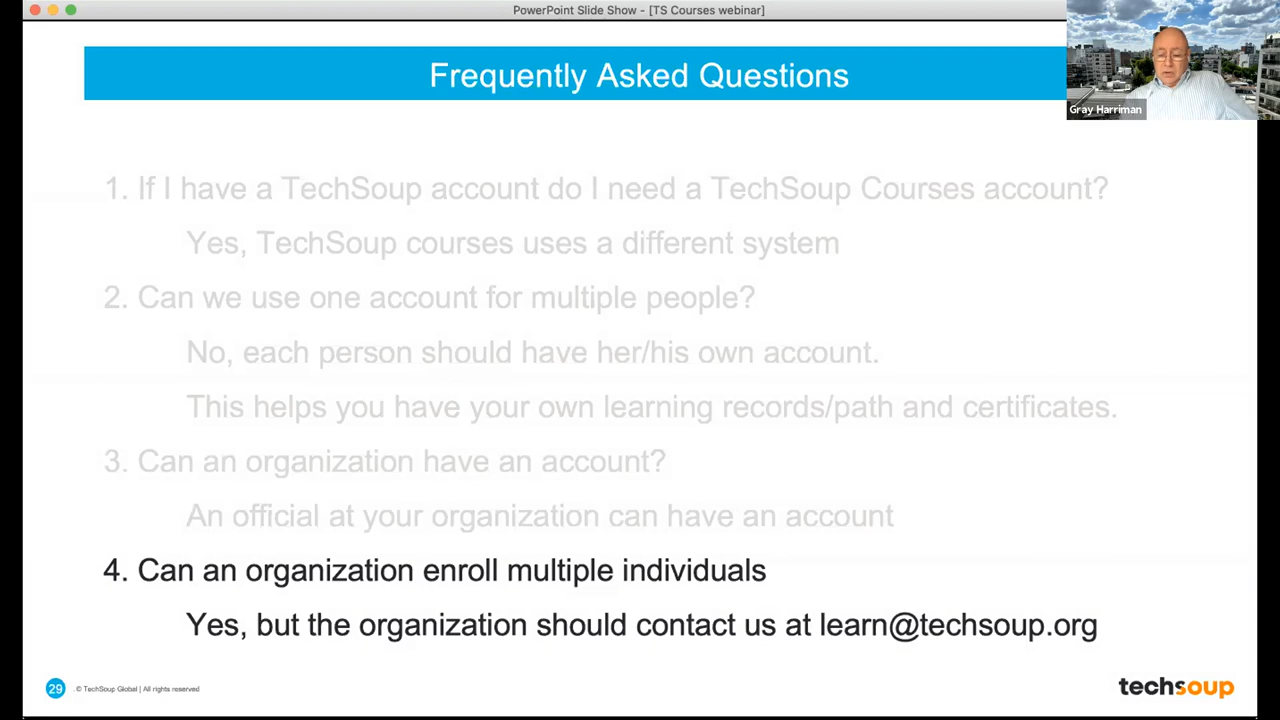 PowerPoint Slide Show - [TS Courses webinar]
Frequently Asked Questions
Gray Harriman
1. If I have a TechSoup account do I need a TechSoup Courses account?
Yes, TechSoup courses uses a different system
2. Can we use one account for multiple people?
No, each person should have her/his own account.
This helps you have your own learning records/path and certificates.
3. Can an organization have an account?
An official at your organization can have an account
4. Can an organization enroll multiple individuals
Yes, but the organization should contact us at learn@techsoup.org
29 . © TechSoup Global | All rights reserved
techsoup